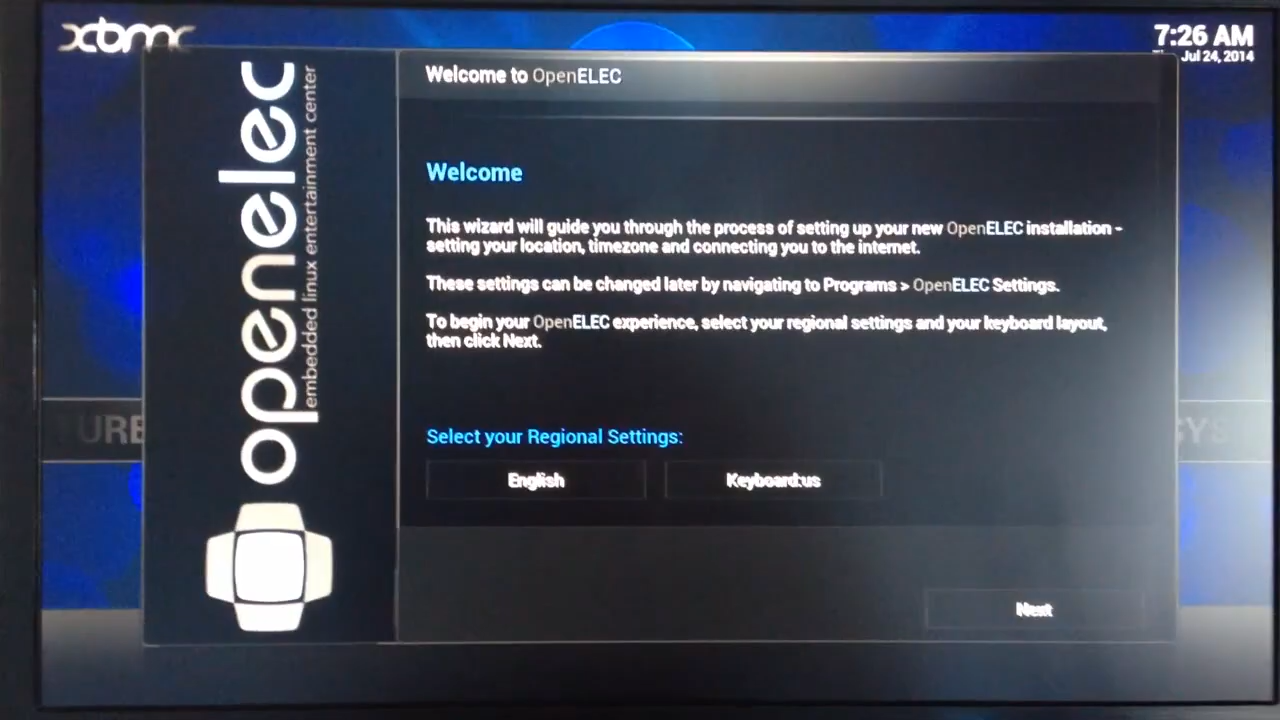 xbmc
7:26 AM
Jul 24, 2014
openelec
embedded linux entertainment center
Welcome to OpenELEC
Welcome
This wizard will guide you through the process of setting up your new OpenELEC installation -
setting your location, timezone and connecting you to the internet.
These settings can be changed later by navigating to Programs > OpenELEC Settings.
To begin your OpenELEC experience, select your regional settings and your keyboard layout,
then click Next.
Select your Regional Settings:
English
Keyboard:us
Next